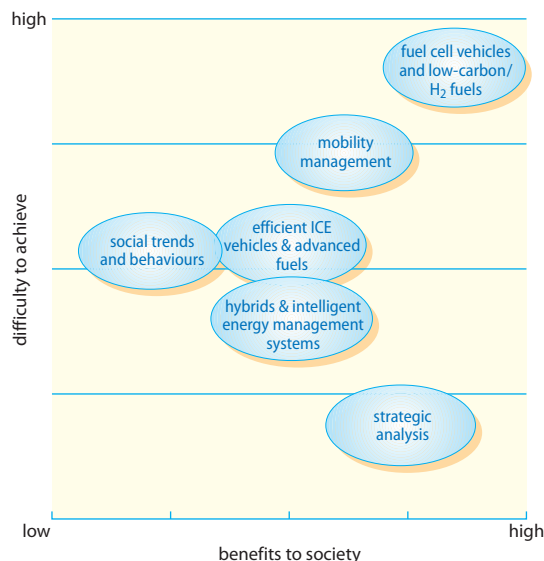 high
fuel cell vehicles
and low-carbon/
H₂ fuels
mobility
management
difficulty to achieve
social trends
and behaviours
efficient ICE
vehicles & advanced
fuels
hybrids & intelligent
energy management
systems
strategic
analysis
low
high
benefits to society